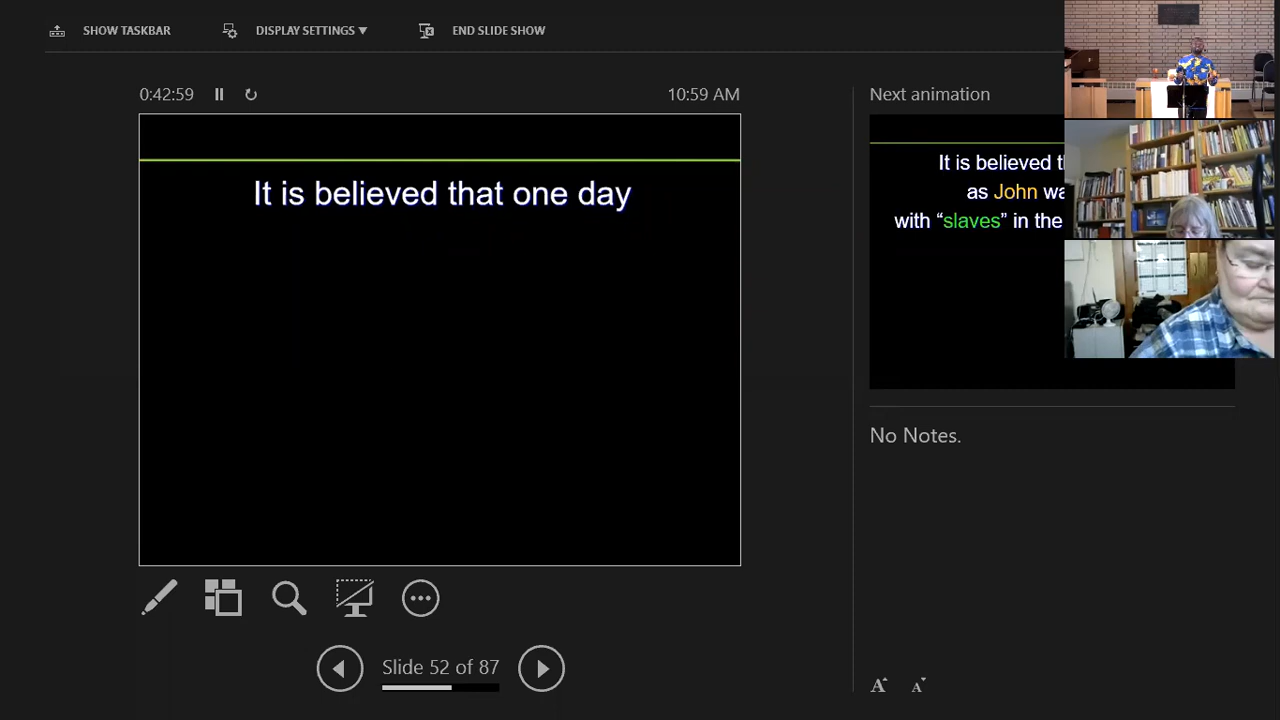 SHOW TASKBAR
DISPLAY SETTINGS
END SLIDE SHOW
0:42:59
10:59 AM
It is believed that one day
Next animation
It is believed
as John
with “slaves” in the
No Notes.
Slide 52 of 87
A
A